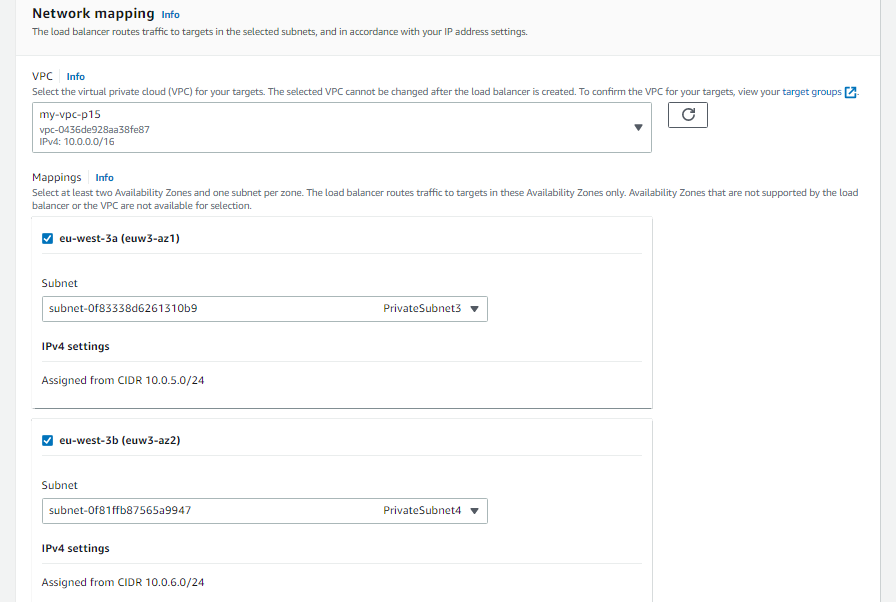 Network mapping Info
The load balancer routes traffic to targets in the selected subnets, and in accordance with your IP address settings.
VPC Info
Select the virtual private cloud (VPC) for your targets. The selected VPC cannot be changed after the load balancer is created. To confirm the VPC for your targets, view your target groups.
my-vpc-p15
vpc-0436de928aa38fe87
IPv4: 10.0.0.0/16
Mappings Info
Select at least two Availability Zones and one subnet per zone. The load balancer routes traffic to targets in these Availability Zones only. Availability Zones that are not supported by the load
balancer or the VPC are not available for selection.
eu-west-3a (euw3-az1)
Subnet
subnet-0f83338d6261310b9 PrivateSubnet3
IPv4 settings
Assigned from CIDR 10.0.5.0/24
eu-west-3b (euw3-az2)
Subnet
subnet-0f81ffb87565a9947 PrivateSubnet4
IPv4 settings
Assigned from CIDR 10.0.6.0/24